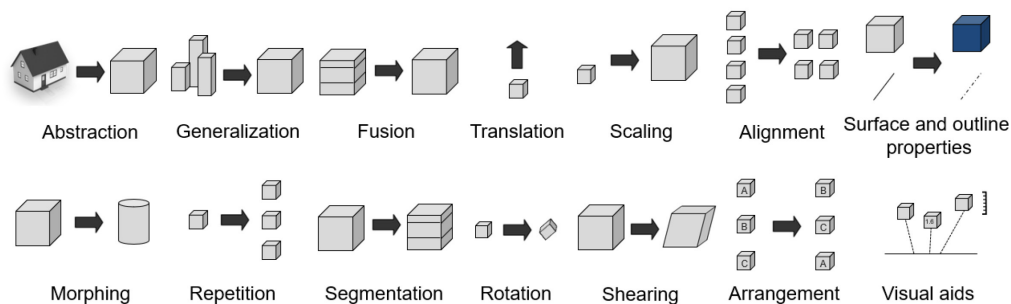 Abstraction
Generalization
Fusion
Translation
Scaling
Alignment
Surface and outline
properties
A
B
B
1.6
B
C
C
A
Morphing
Repetition
Segmentation
Rotation
Shearing
Arrangement
Visual aids